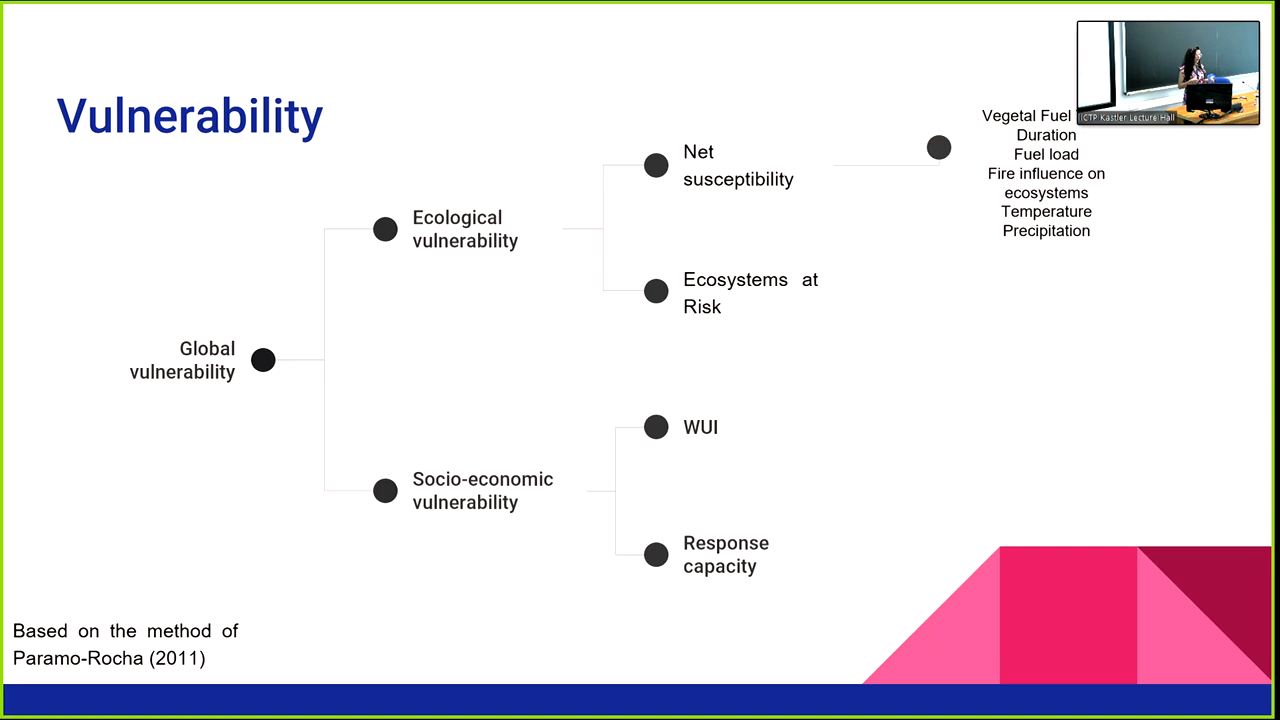 Vulnerability
ICTP Kastler Lecture Hall
Vegetal Fuel
Duration
Fuel load
Fire influence on
ecosystems
Temperature
Precipitation
Net
susceptibility
Ecological
vulnerability
Ecosystems at
Risk
Global
vulnerability
WUI
Socio-economic
vulnerability
Response
capacity
Based on the method of
Paramo-Rocha (2011)